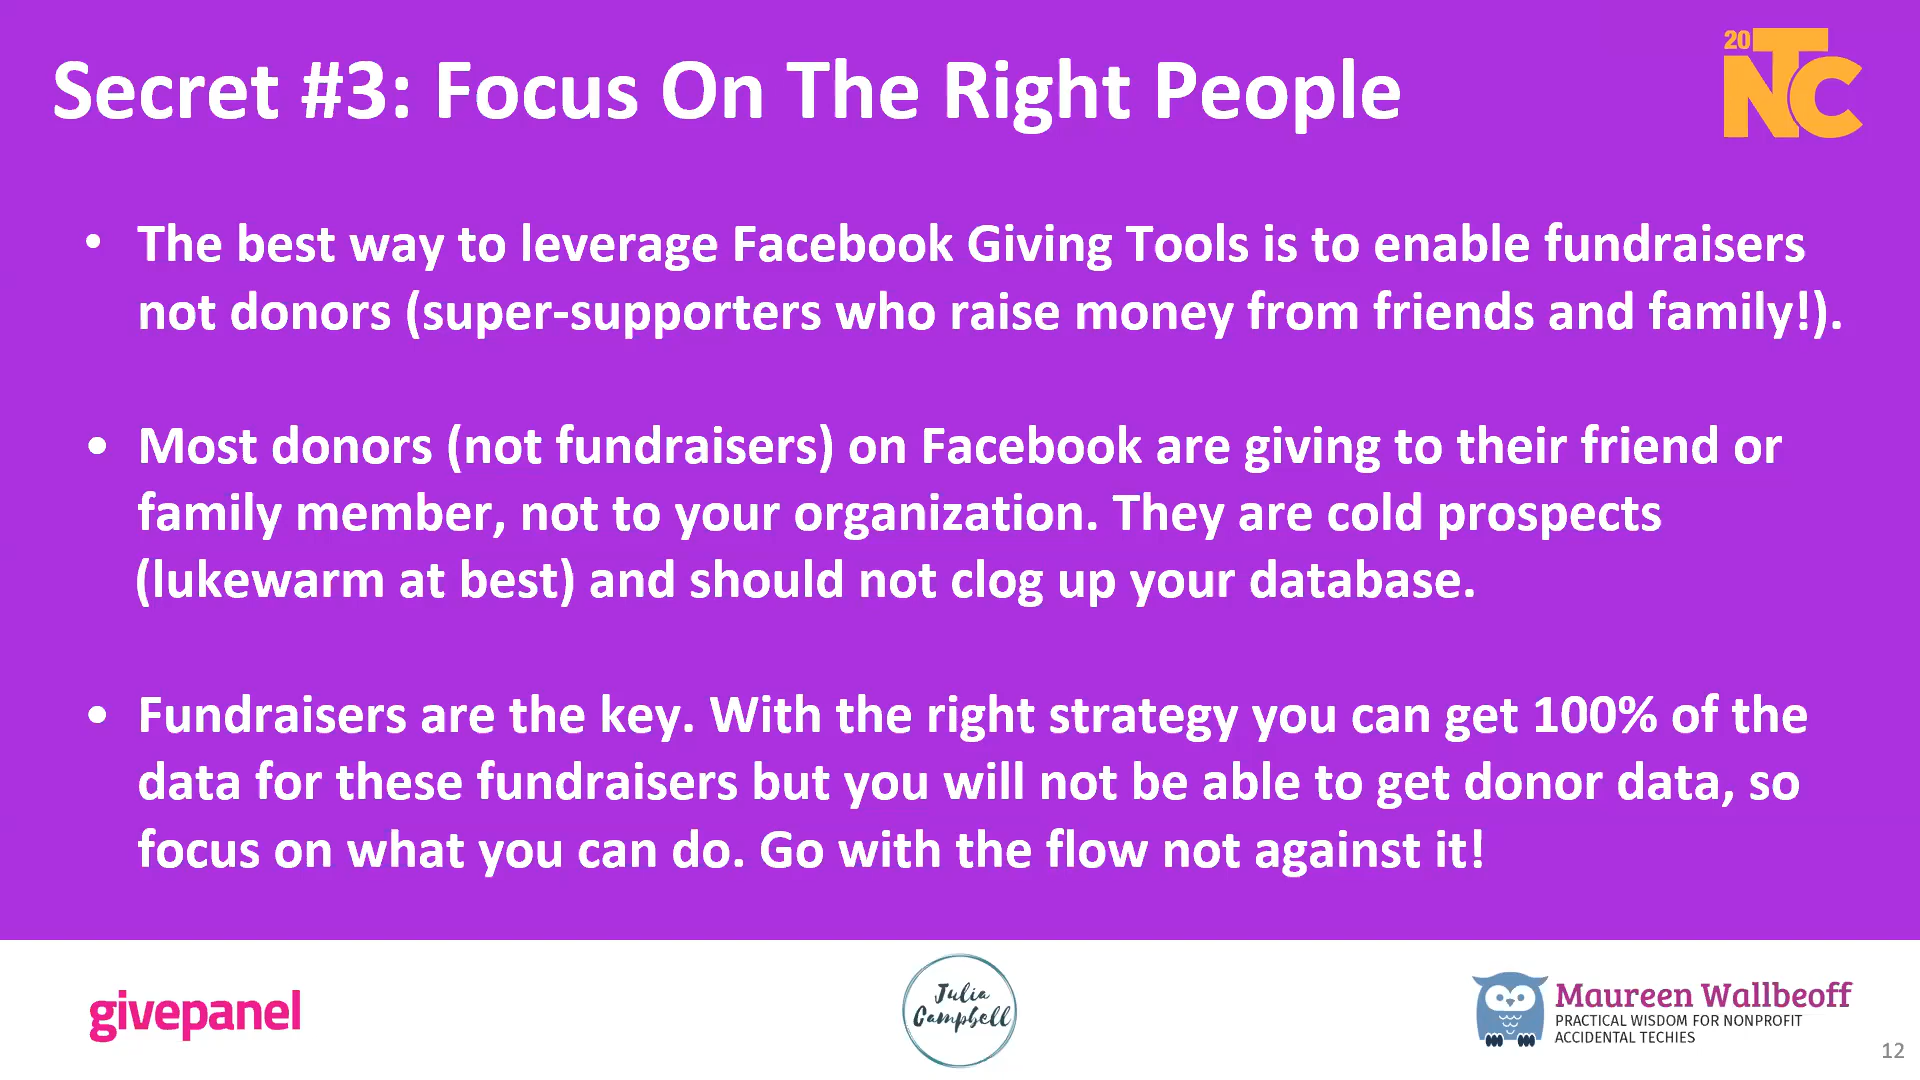 Secret #3: Focus On The Right People
20
NTC
• The best way to leverage Facebook Giving Tools is to enable fundraisers
not donors (super-supporters who raise money from friends and family!).
• Most donors (not fundraisers) on Facebook are giving to their friend or
family member, not to your organization. They are cold prospects
(lukewarm at best) and should not clog up your database.
• Fundraisers are the key. With the right strategy you can get 100% of the
data for these fundraisers but you will not be able to get donor data, so
focus on what you can do. Go with the flow not against it!
givepanel
Julia
Campbell
Maureen Wallbeoff
PRACTICAL WISDOM FOR NONPROFIT
ACCIDENTAL TECHIES
12